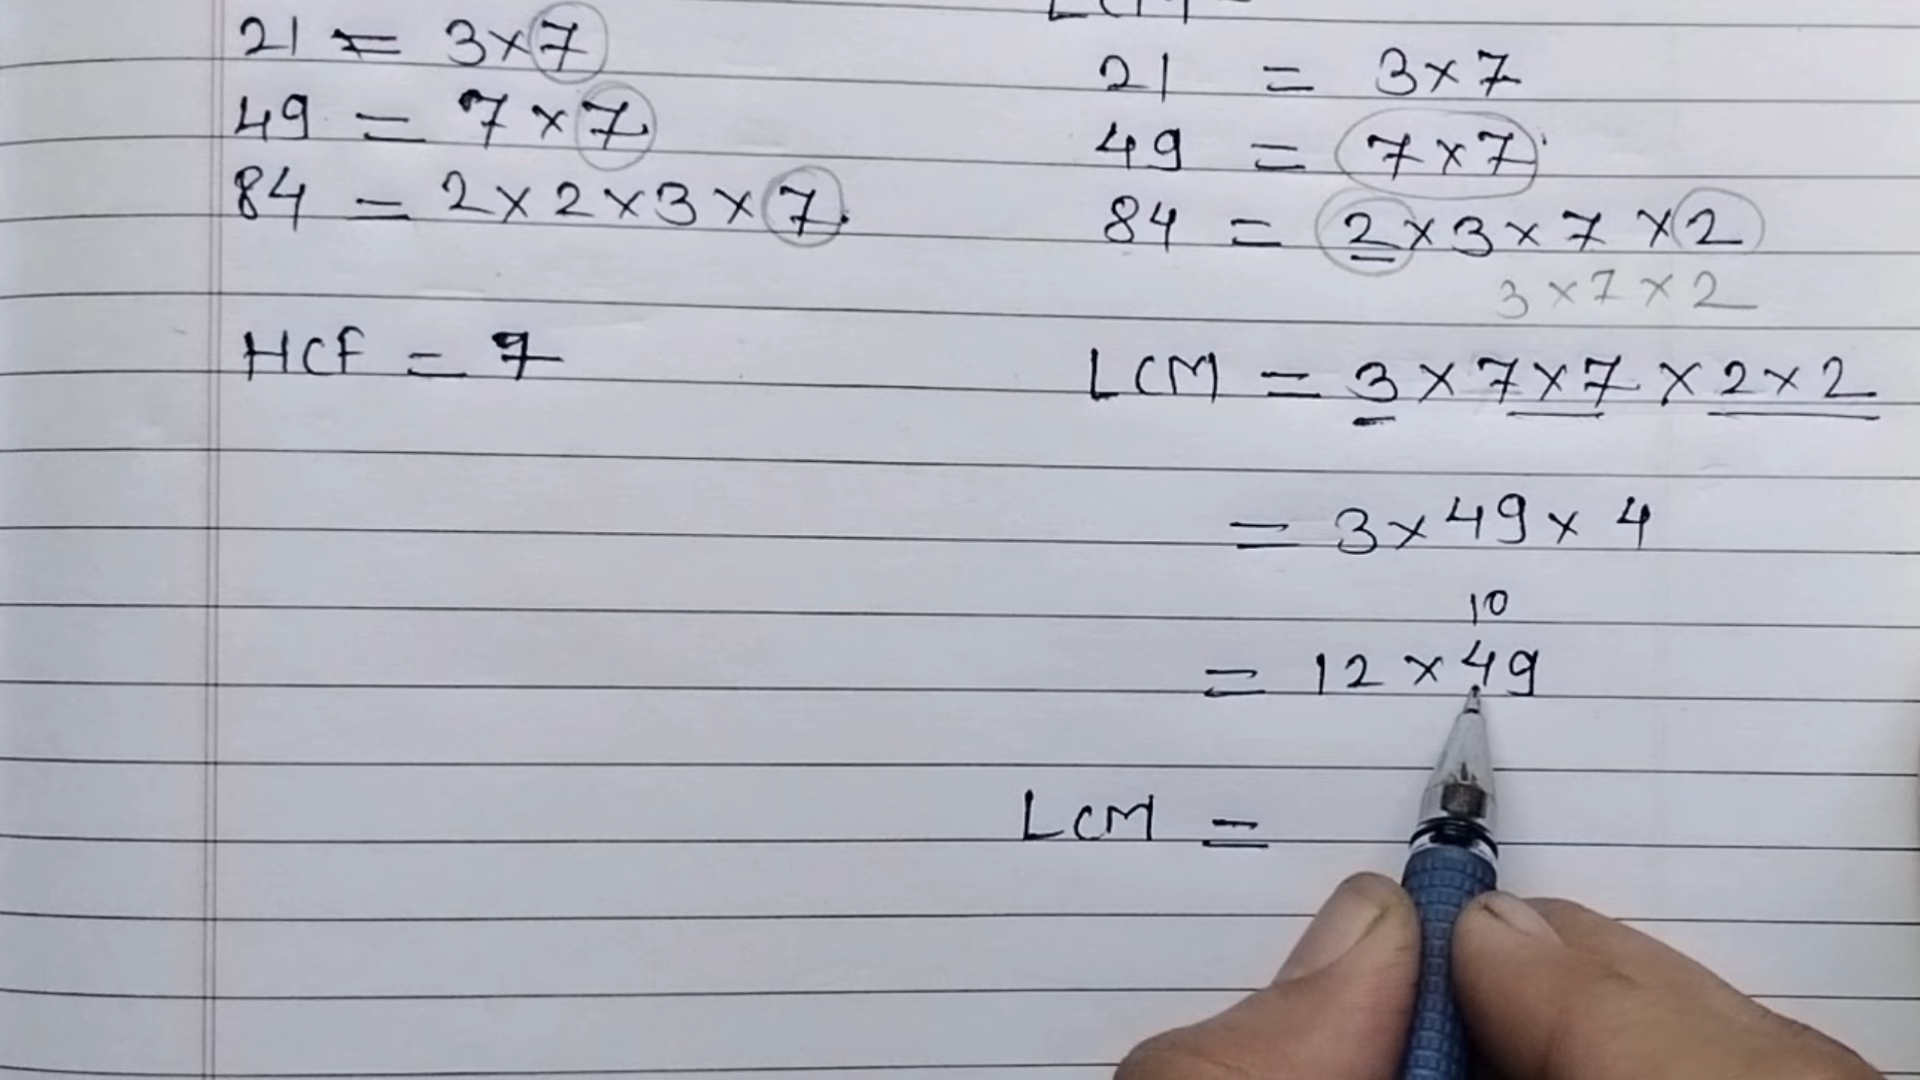 21 = 3×7
49 = 7×7
84 = 2×2×3×7.
HCF = 7
LCM =
21 = 3×7
49 = 7×7
84 = 2×3×7×2
3×7×2
LCM = 3×7×7×2×2
= 3×49×4
10
= 12×49
LCM =